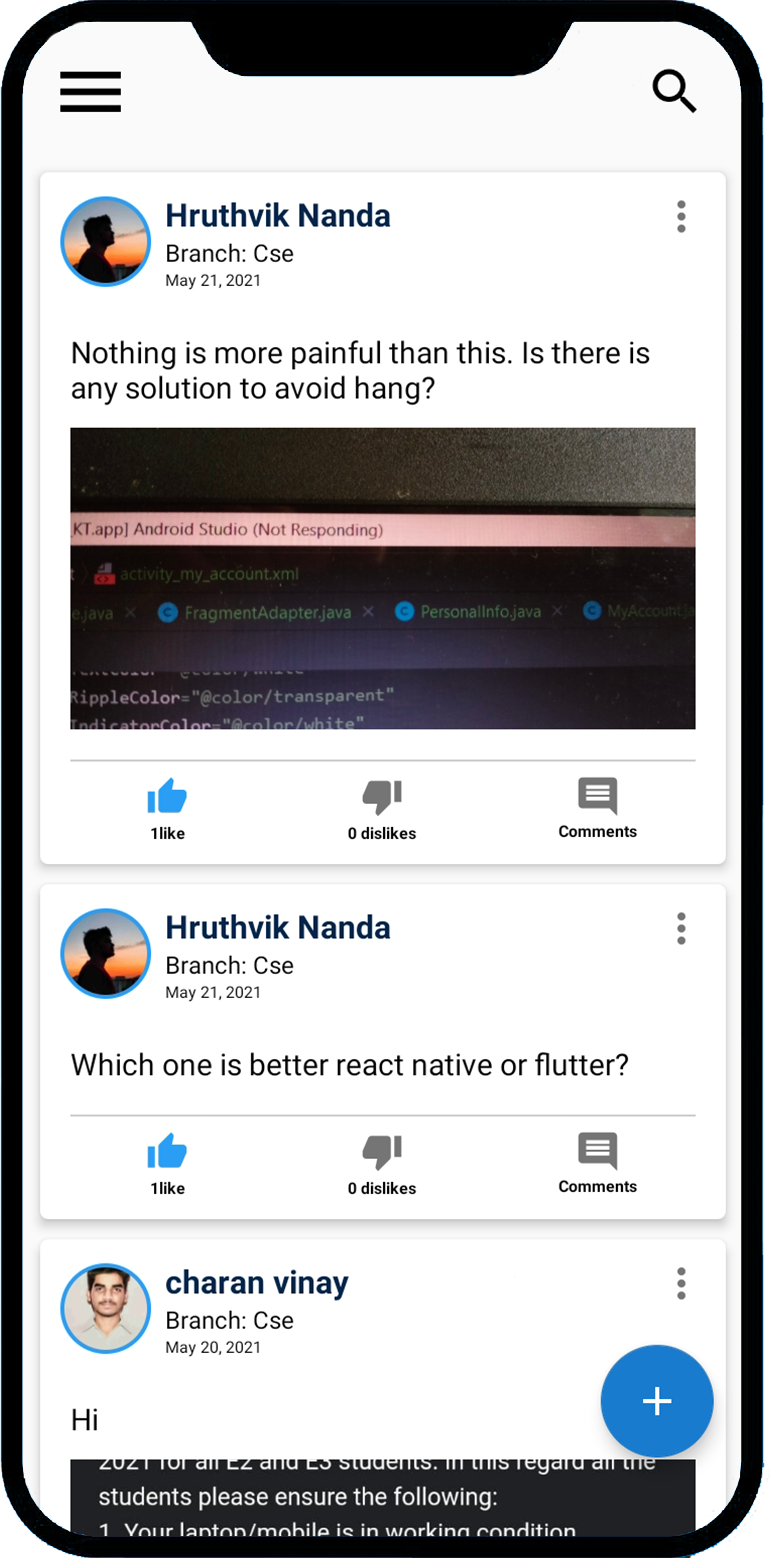 Hruthvik Nanda
Branch: Cse
May 21, 2021
Nothing is more painful than this. Is there is
any solution to avoid hang?
_KT.app] Android Studio (Not Responding)
t activity_my_account.xml
e.java × FragmentAdapter.java × PersonalInfo.java × MyAccount.ja
TextColor="@color/white"
RippleColor="@color/transparent"
IndicatorColor="@color/white"
1like 0 dislikes Comments
Hruthvik Nanda
Branch: Cse
May 21, 2021
Which one is better react native or flutter?
1like 0 dislikes Comments
charan vinay
Branch: Cse
May 20, 2021
Hi
2021 for all E2 and E3 students. In this regard all the
students please ensure the following:
1. Your laptop/mobile is in working condition